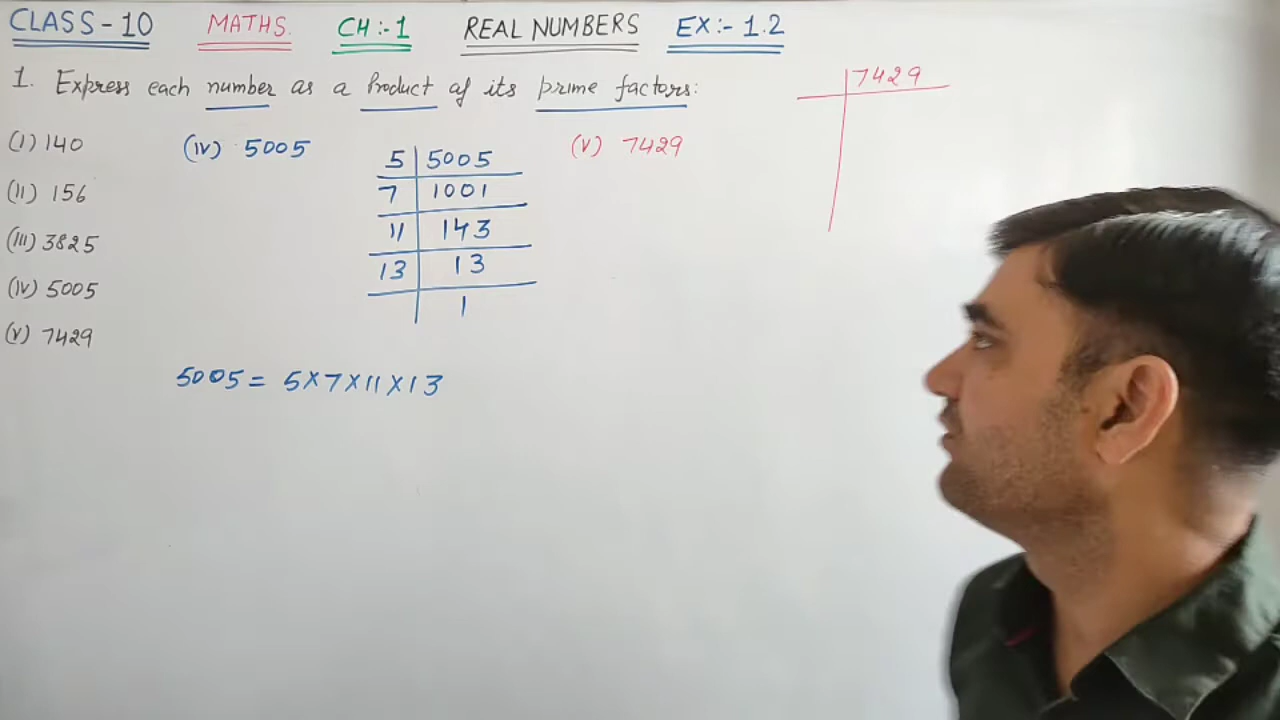 CLASS-10 MATHS. CH:-1 REAL NUMBERS EX:- 1.2
1. Express each number as a Product of its prime factors:
(I) 140
(II) 156
(III) 3825
(IV) 5005
(V) 7429
(IV) 5005
5 5005
7 1001
11 143
13 13
1
5005 = 5×7×11×13
(V) 7429
7429